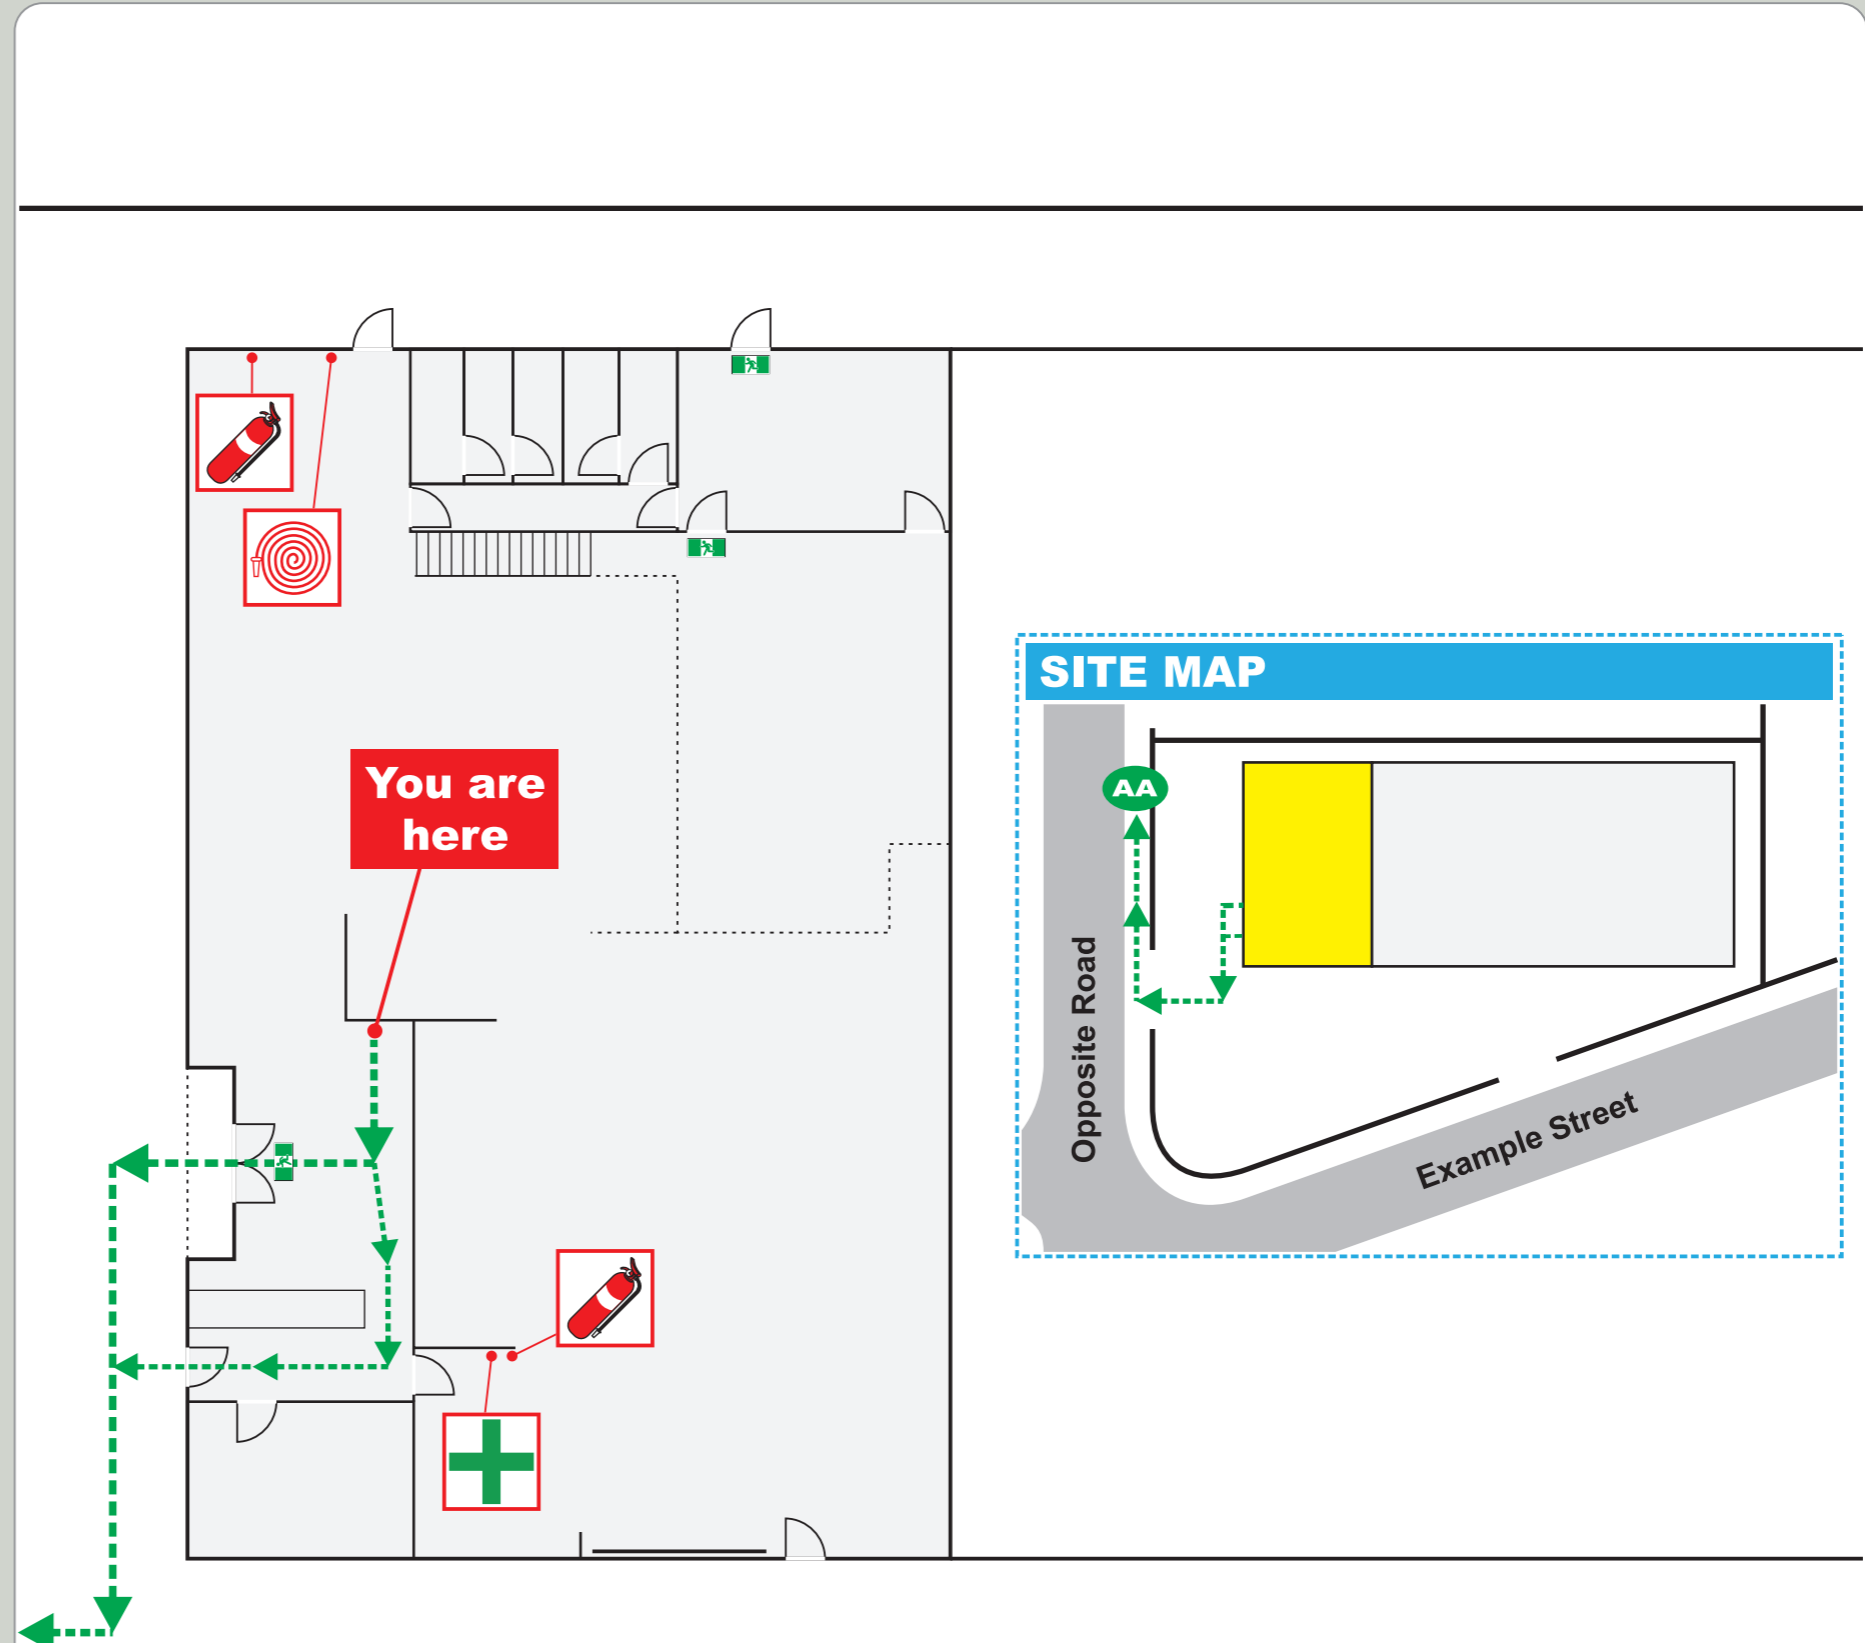 You are
here
SITE MAP
AA
Opposite Road
Example Street